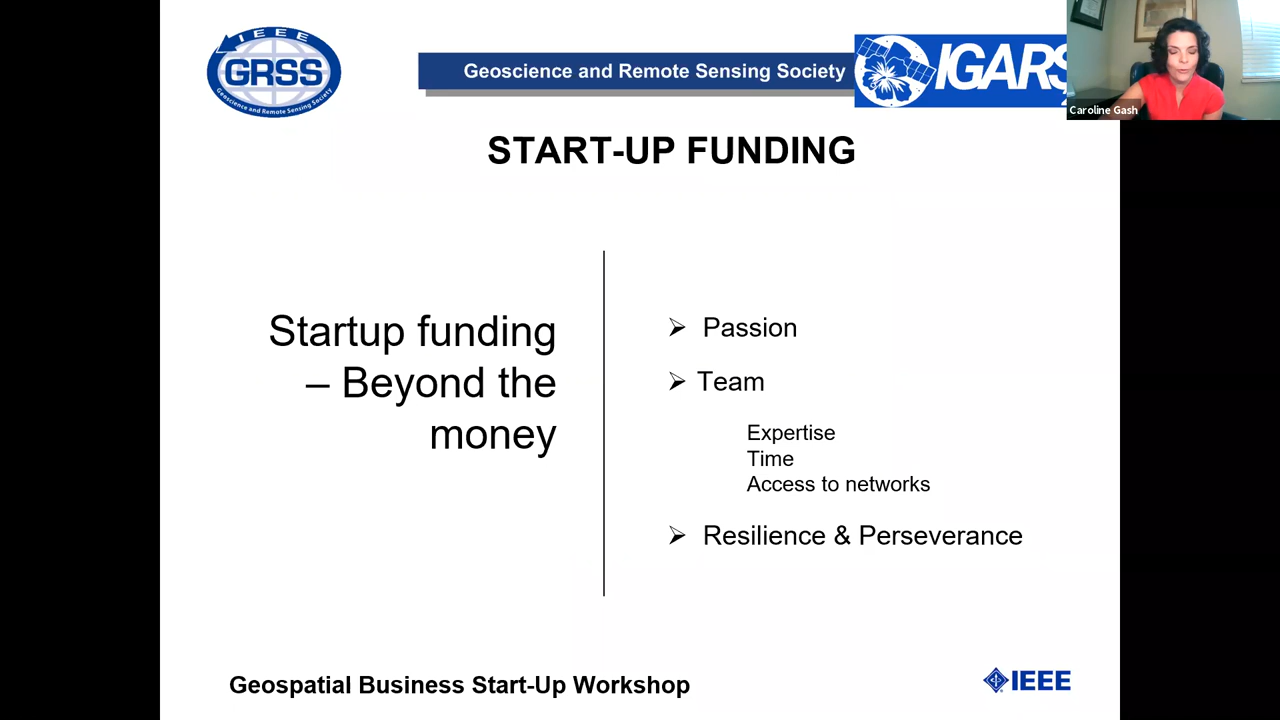 IEEE
GRSS
Geoscience and Remote Sensing Society
Geoscience and Remote Sensing Society
IGARS
Caroline Gash
START-UP FUNDING
Startup funding
– Beyond the
money
➢ Passion
➢ Team
Expertise
Time
Access to networks
➢ Resilience & Perseverance
Geospatial Business Start-Up Workshop
IEEE